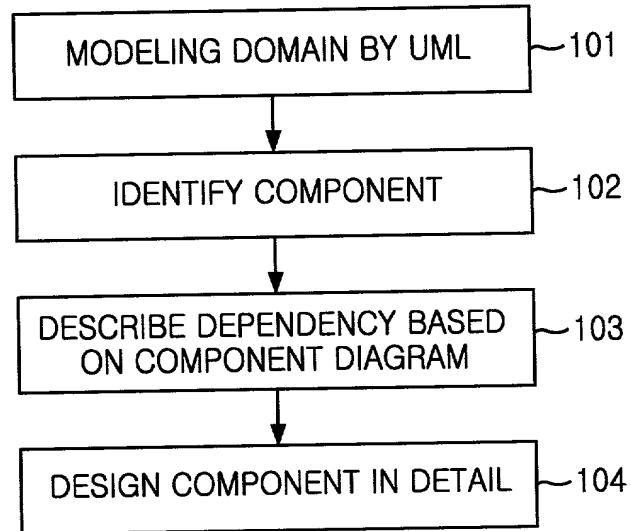 MODELING DOMAIN BY UML 101
IDENTIFY COMPONENT 102
DESCRIBE DEPENDENCY BASED
ON COMPONENT DIAGRAM 103
DESIGN COMPONENT IN DETAIL 104